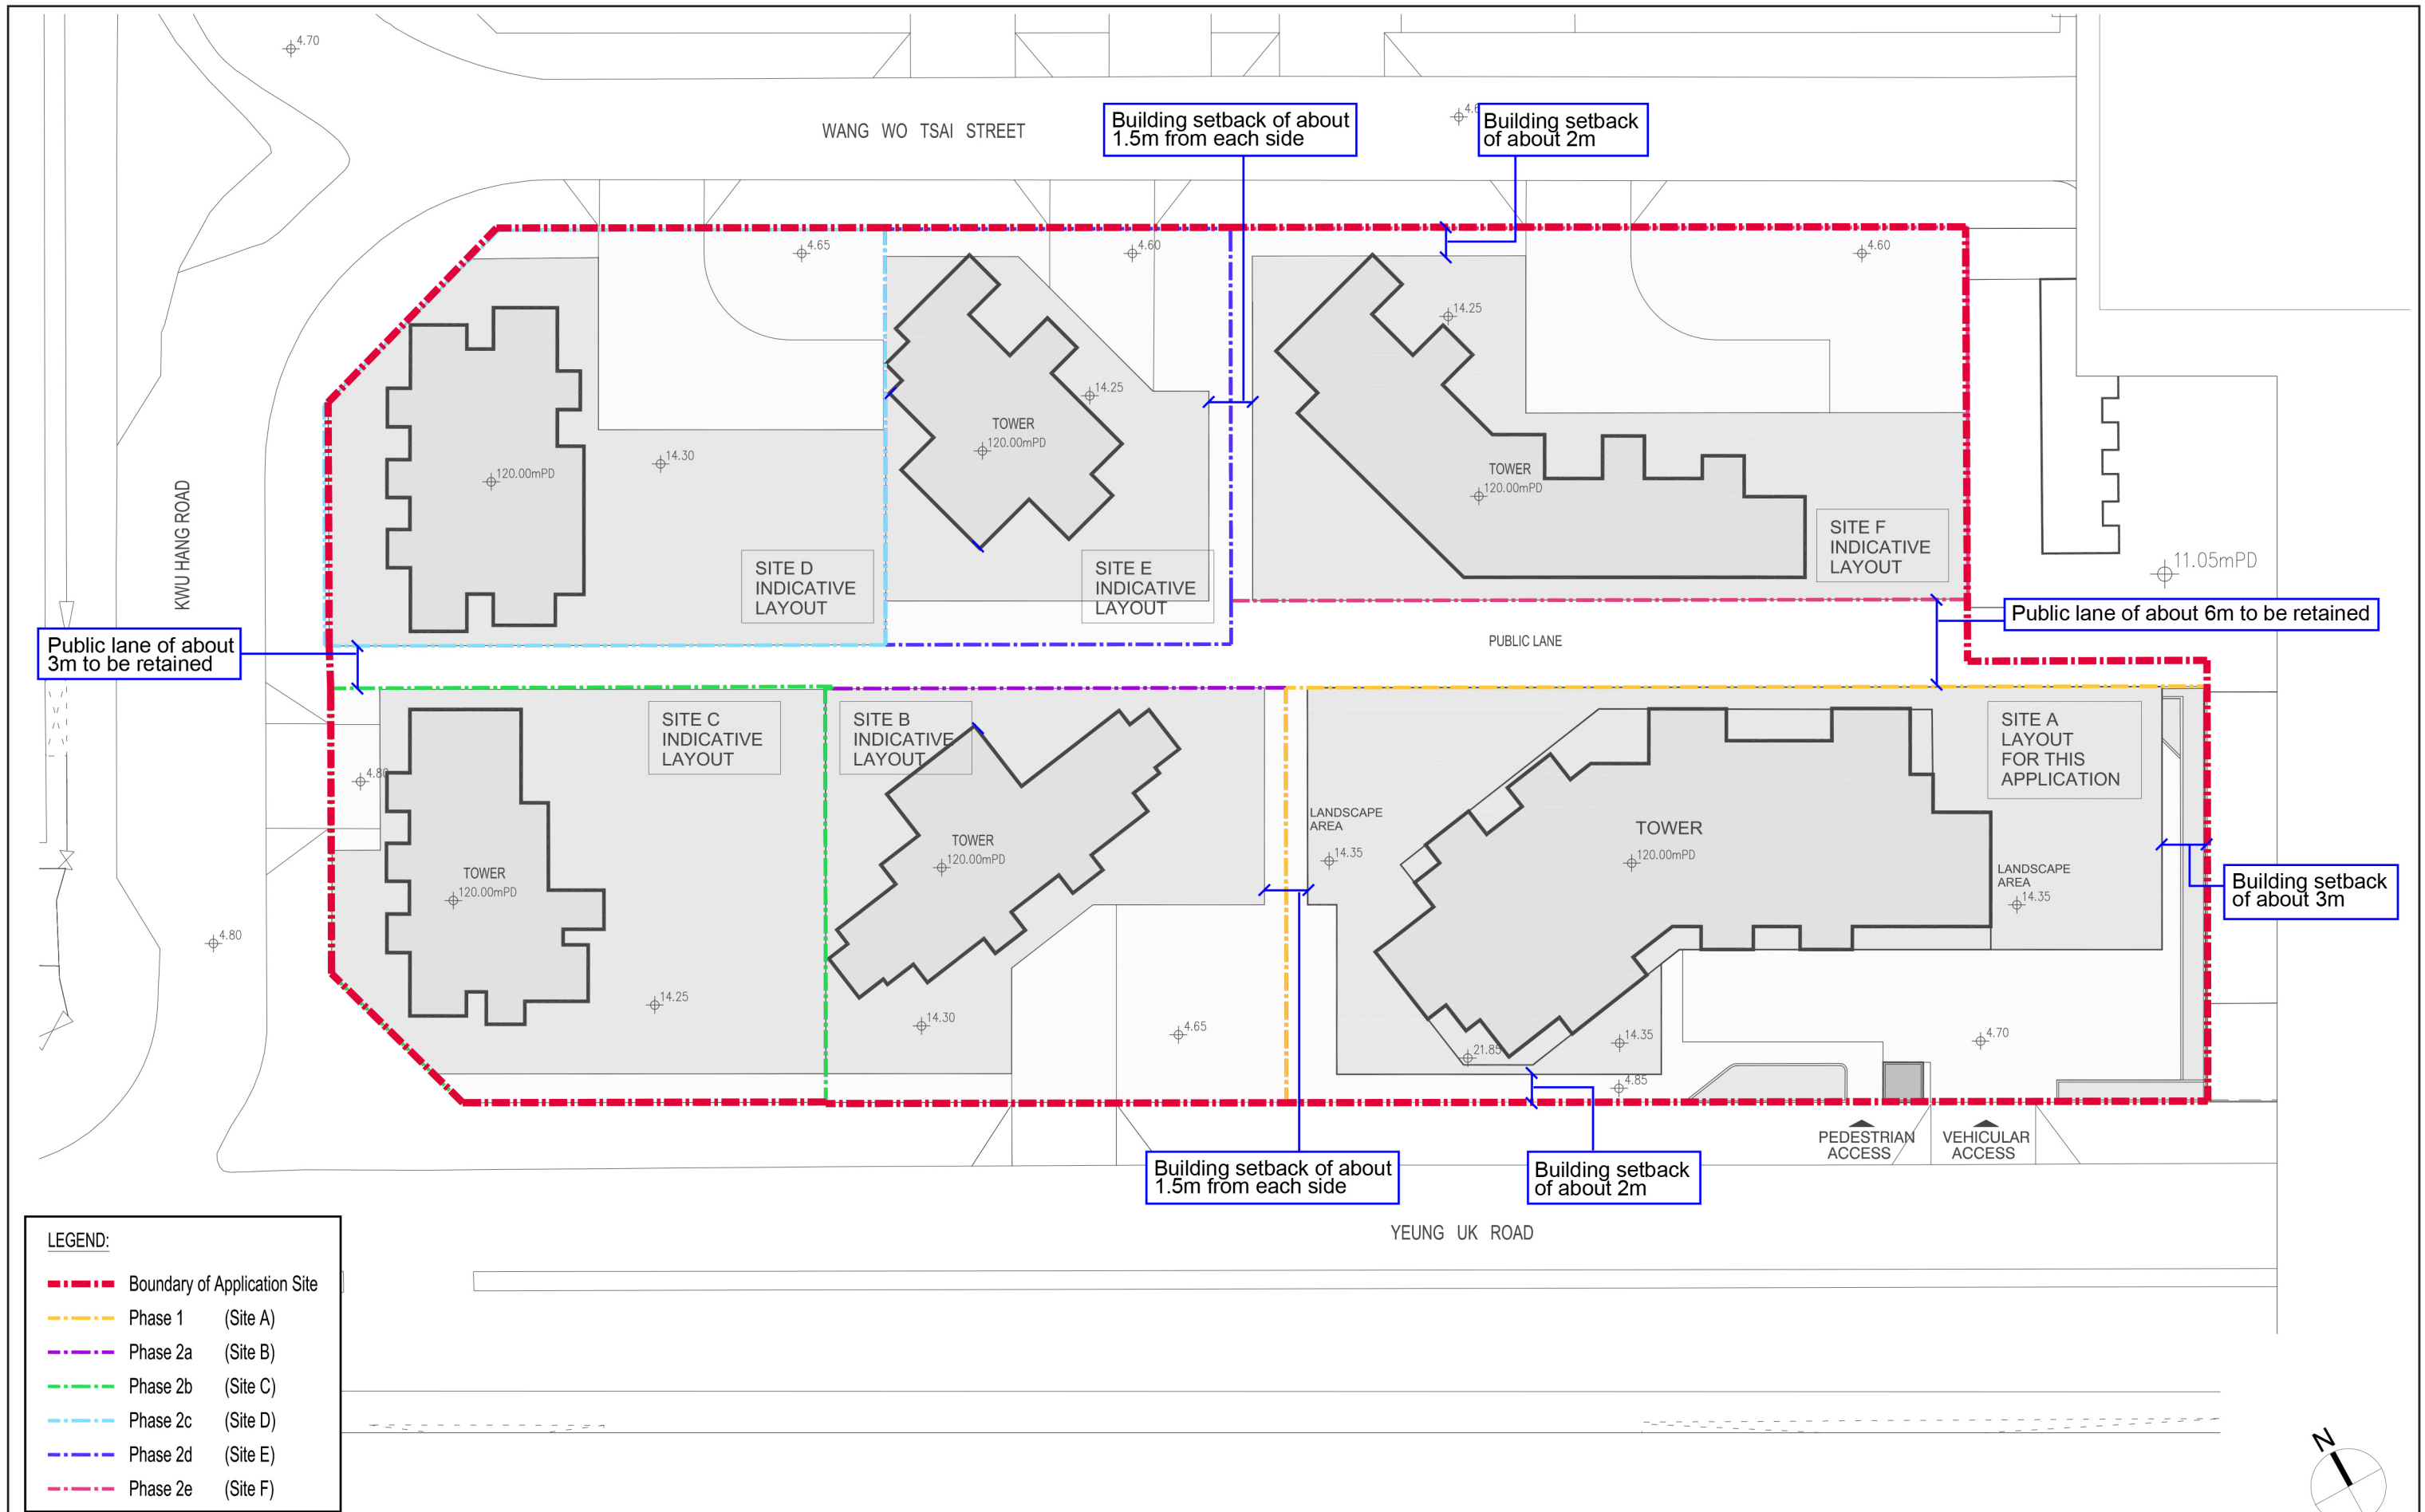 4.70
WANG WO TSAI STREET
Building setback of about
1.5m from each side
Building setback
of about 2m
4.65
4.60
4.60
14.25
14.25
TOWER
120.00mPD
120.00mPD
14.30
TOWER
120.00mPD
KWU HANG ROAD
SITE D
INDICATIVE
LAYOUT
SITE E
INDICATIVE
LAYOUT
SITE F
INDICATIVE
LAYOUT
11.05mPD
Public lane of about 6m to be retained
Public lane of about
3m to be retained
PUBLIC LANE
SITE C
INDICATIVE
LAYOUT
SITE B
INDICATIVE
LAYOUT
SITE A
LAYOUT
FOR THIS
APPLICATION
4.80
LANDSCAPE
AREA
14.35
TOWER
120.00mPD
TOWER
120.00mPD
TOWER
120.00mPD
LANDSCAPE
AREA
14.35
Building setback
of about 3m
4.80
14.25
14.30
4.65
21.85
14.35
4.70
4.85
PEDESTRIAN
ACCESS
VEHICULAR
ACCESS
Building setback of about
1.5m from each side
Building setback
of about 2m
YEUNG UK ROAD
LEGEND:
Boundary of Application Site
Phase 1 (Site A)
Phase 2a (Site B)
Phase 2b (Site C)
Phase 2c (Site D)
Phase 2d (Site E)
Phase 2e (Site F)
N